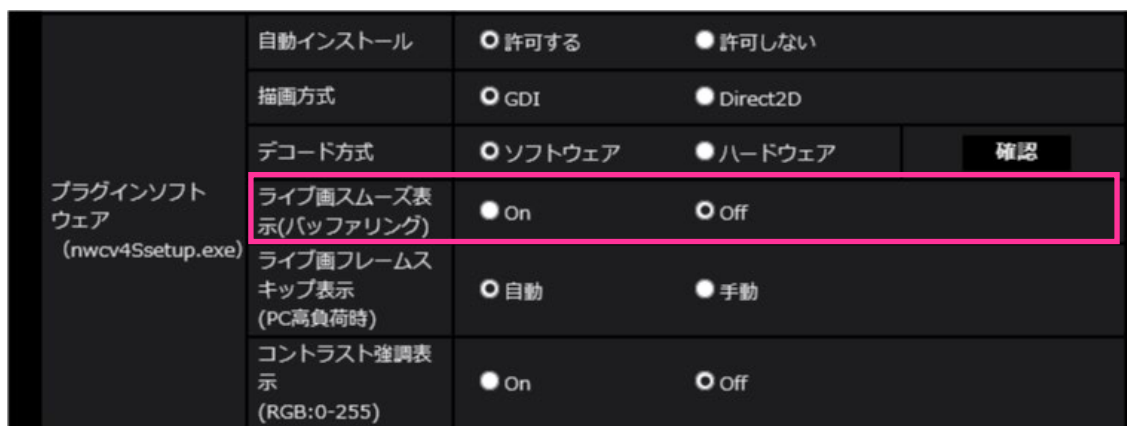 自動インストール 許可する 許可しない
描画方式 GDI Direct2D
デコード方式 ソフトウェア ハードウェア 確認
プラグインソフト
ウェア
(nwcv4Ssetup.exe)
ライブ画スムーズ表
示(バッファリング) On Off
ライブ画フレームス
キップ表示
(PC高負荷時) 自動 手動
コントラスト強調表
示
(RGB:0-255) On Off